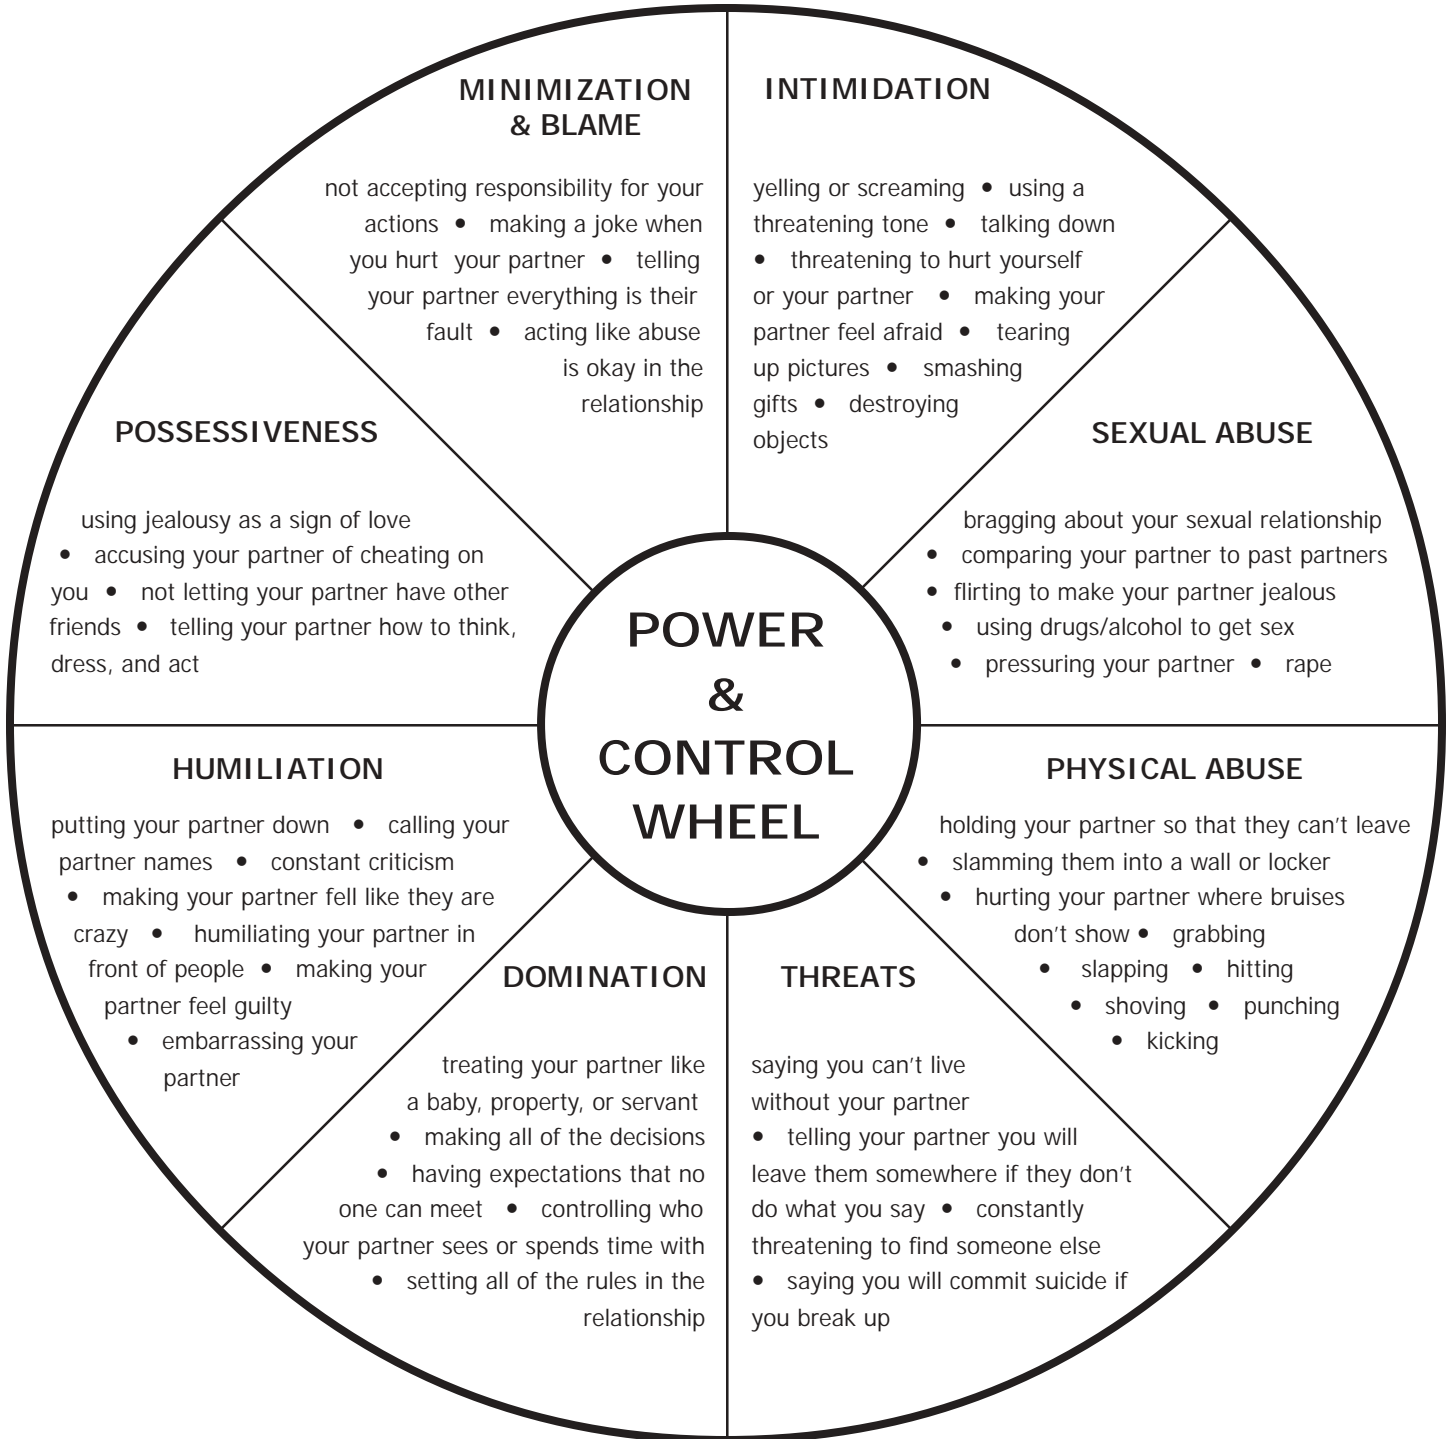 MINIMIZATION
& BLAME
not accepting responsibility for your
actions • making a joke when
you hurt your partner • telling
your partner everything is their
fault • acting like abuse
is okay in the
relationship
INTIMIDATION
yelling or screaming • using a
threatening tone • talking down
• threatening to hurt yourself
or your partner • making your
partner feel afraid • tearing
up pictures • smashing
gifts • destroying
objects
POSSESSIVENESS
using jealousy as a sign of love
• accusing your partner of cheating on
you • not letting your partner have other
friends • telling your partner how to think,
dress, and act
SEXUAL ABUSE
bragging about your sexual relationship
• comparing your partner to past partners
• flirting to make your partner jealous
• using drugs/alcohol to get sex
• pressuring your partner • rape
POWER
&
CONTROL
WHEEL
HUMILIATION
putting your partner down • calling your
partner names • constant criticism
• making your partner fell like they are
crazy • humiliating your partner in
front of people • making your
partner feel guilty
• embarrassing your
partner
PHYSICAL ABUSE
holding your partner so that they can't leave
• slamming them into a wall or locker
• hurting your partner where bruises
don't show • grabbing
• slapping • hitting
• shoving • punching
• kicking
DOMINATION
treating your partner like
a baby, property, or servant
• making all of the decisions
• having expectations that no
one can meet • controlling who
your partner sees or spends time with
• setting all of the rules in the
relationship
THREATS
saying you can't live
without your partner
• telling your partner you will
leave them somewhere if they don't
do what you say • constantly
threatening to find someone else
• saying you will commit suicide if
you break up